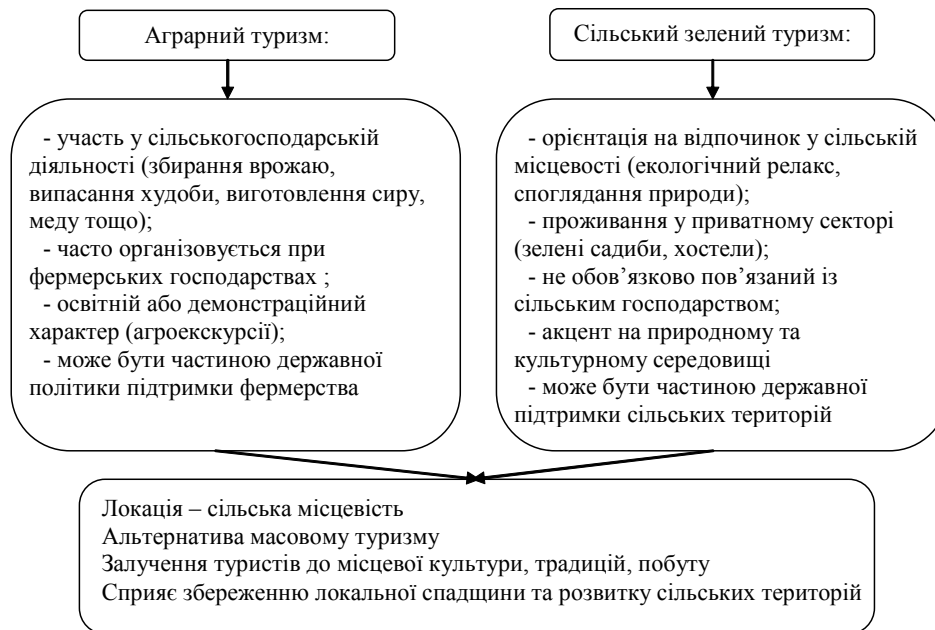 Аграрний туризм:
Сільський зелений туризм:
- участь у сільськогосподарській
діяльності (збирання врожаю,
випасання худоби, виготовлення сиру,
меду тощо);
- часто організовується при
фермерських господарствах ;
- освітній або демонстраційний
характер (агроекскурсії);
- може бути частиною державної
політики підтримки фермерства
- орієнтація на відпочинок у сільській
місцевості (екологічний релакс,
споглядання природи);
- проживання у приватному секторі
(зелені садиби, хостели);
- не обов’язково пов’язаний із
сільським господарством;
- акцент на природному та
культурному середовищі
- може бути частиною державної
підтримки сільських територій
Локація – сільська місцевість
Альтернатива масовому туризму
Залучення туристів до місцевої культури, традицій, побуту
Сприяє збереженню локальної спадщини та розвитку сільських територій